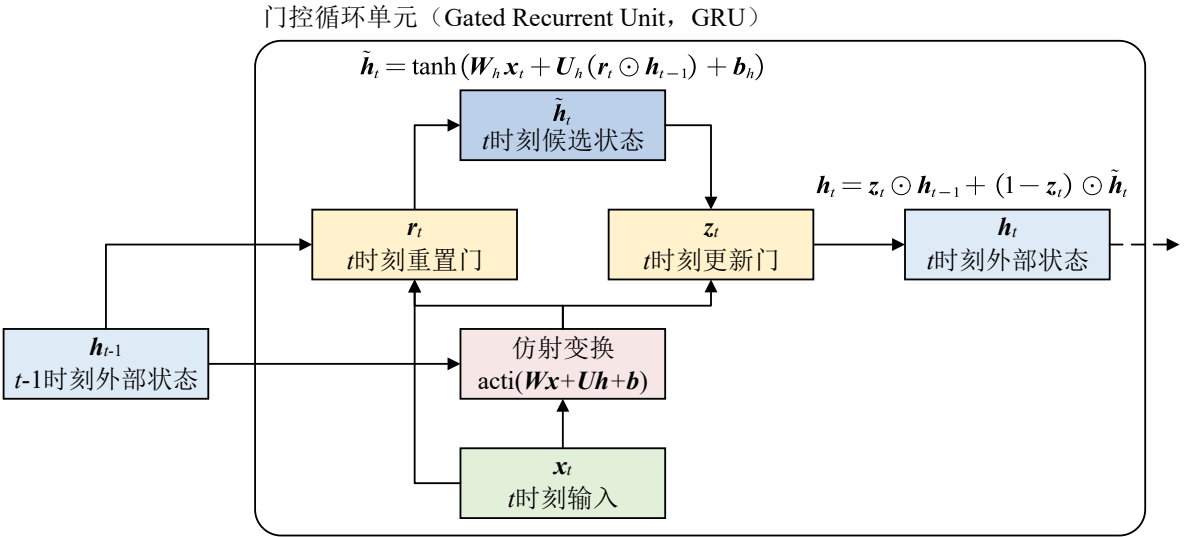 门控循环单元（Gated Recurrent Unit，GRU）
h̃ₜ = tanh(Wₕxₜ + Uₕ(rₜ ⊙ hₜ₋₁) + bₕ)
h̃ₜ
t时刻候选状态
hₜ = zₜ ⊙ hₜ₋₁ + (1 − zₜ) ⊙ h̃ₜ
rₜ
t时刻重置门
zₜ
t时刻更新门
hₜ
t时刻外部状态
hₜ₋₁
t-1时刻外部状态
仿射变换
acti(Wx+Uh+b)
xₜ
t时刻输入